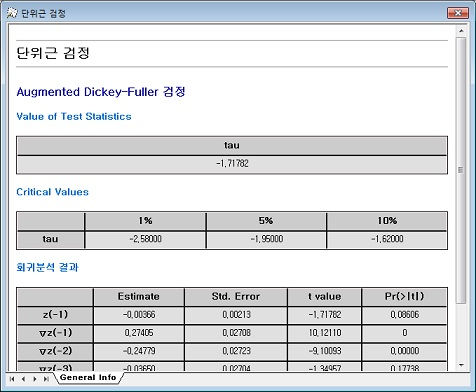 단위근 검정
단위근 검정
Augmented Dickey-Fuller 검정
Value of Test Statistics
tau
-1,71782
Critical Values
1% 5% 10%
tau -2,58000 -1,95000 -1,62000
회귀분석 결과
Estimate Std. Error t value Pr(>|t|)
z(-1) -0,00366 0,00213 -1,71782 0,08606
▽z(-1) 0,27405 0,02708 10,12110 0
▽z(-2) -0,24779 0,02723 -9,10093 0,00000
▽z(-3) -0,03650 0,02704 -1,34957 0,17738
General Info